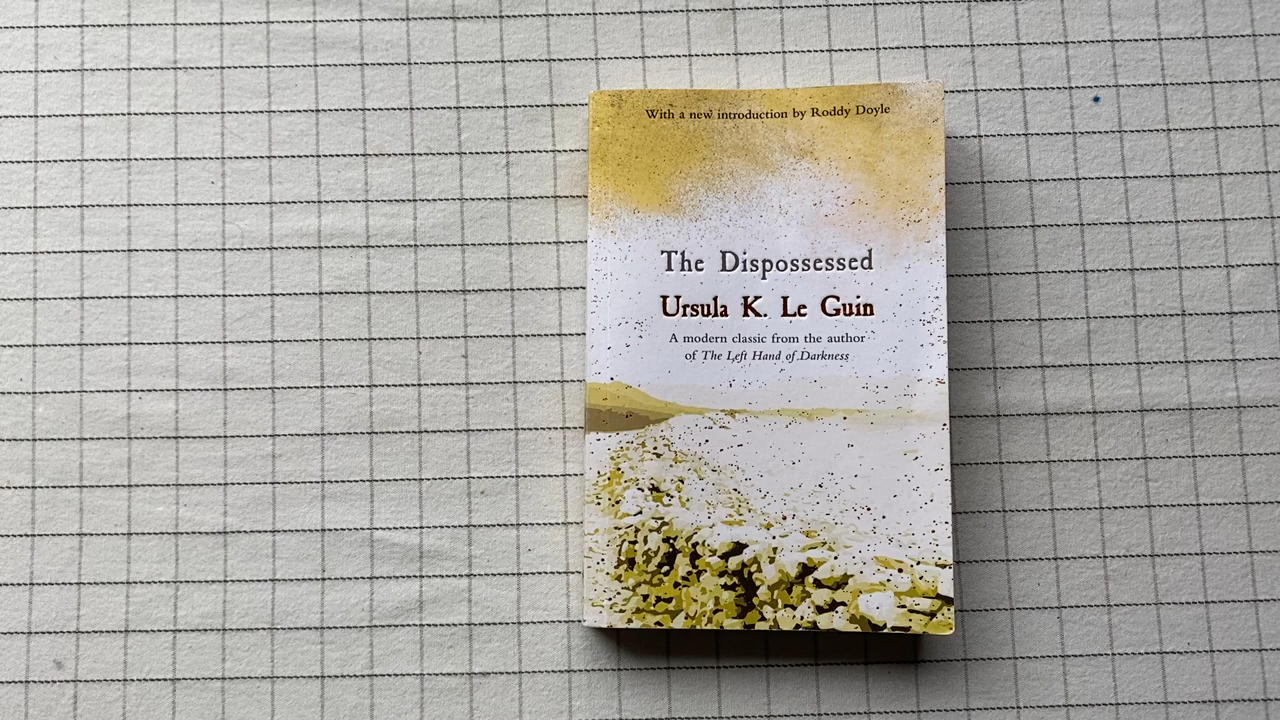 With a new introduction by Roddy Doyle
The Dispossessed
Ursula K. Le Guin
A modern classic from the author
of The Left Hand of Darkness